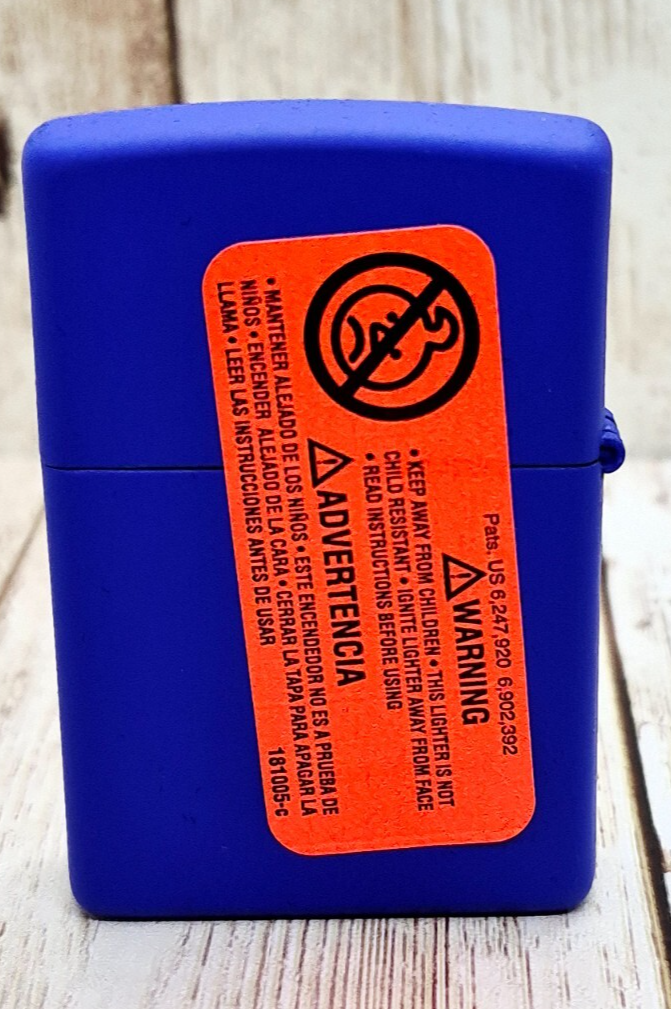 Pats. US 6,247,920 6,902,392
⚠WARNING
• KEEP AWAY FROM CHILDREN • THIS LIGHTER IS NOT
CHILD RESISTANT • IGNITE LIGHTER AWAY FROM FACE
• READ INSTRUCTIONS BEFORE USING
⚠ADVERTENCIA
• MANTENER ALEJADO DE LOS NIÑOS • ESTE ENCENDEDOR NO ES A PRUEBA DE
NIÑOS • ENCENDER ALEJADO DE LA CARA • CERRAR LA TAPA PARA APAGAR LA
LLAMA • LEER LAS INSTRUCCIONES ANTES DE USAR
181005-c